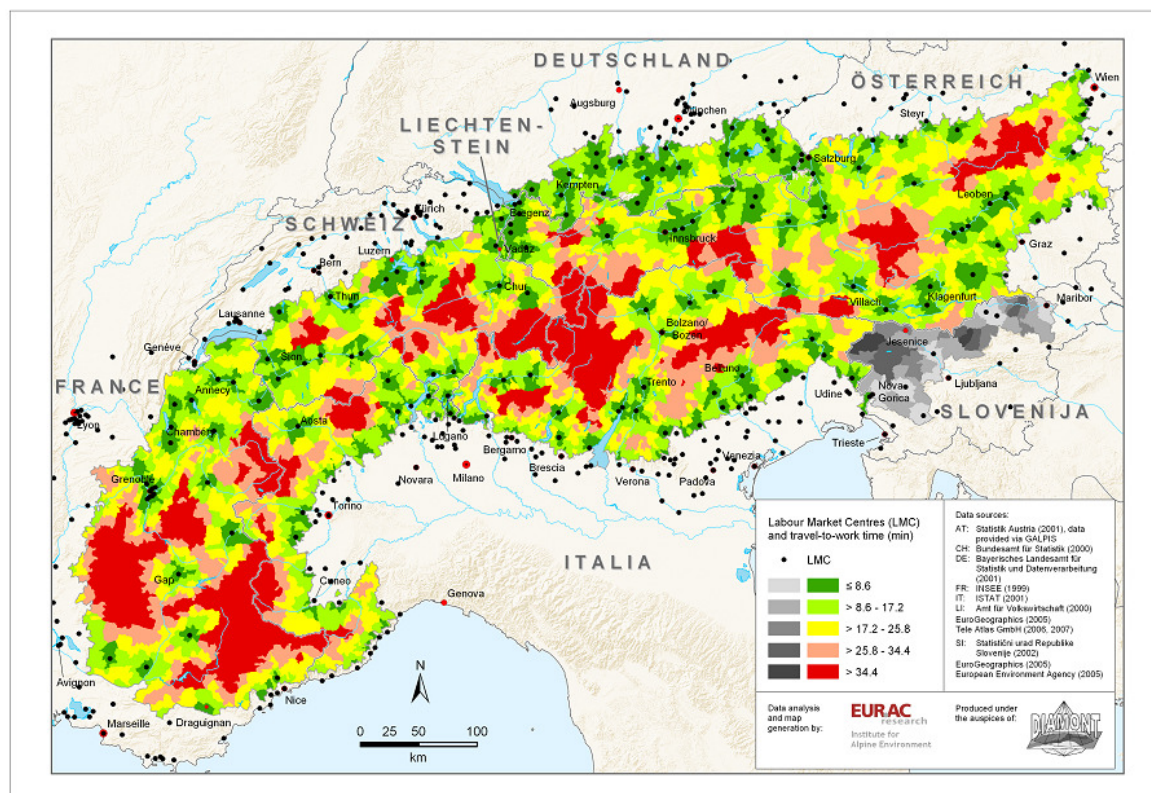 DEUTSCHLAND
ÖSTERREICH
Wien
Augsburg
München
Steyr
LIECHTEN-
STEIN
Salzburg
Kempten
Leoben
Zürich
Bregenz
SCHWEIZ
Innsbruck
Luzern
Vaduz
Graz
Bern
Thun
Chur
Villach
Klagenfurt
Maribor
Lausanne
Bolzano/
Bozen
Jesenice
Genève
Sion
Belluno
FRANCE
Annecy
Trento
Nova
Gorica
Ljubljana
Udine
SLOVENIJA
Lyon
Chambéry
Aosta
Lugano
Bergamo
Trieste
Brescia
Venezia
Grenoble
Novara
Milano
Verona
Padova
Torino
ITALIA
Gap
Cuneo
Genova
N
Avignon
Nice
Marseille
Draguignan
0 25 50 100
km
Labour Market Centres (LMC)
and travel-to-work time (min)
LMC
≤ 8.6
> 8.6 - 17.2
> 17.2 - 25.8
> 25.8 - 34.4
> 34.4
Data sources:
AT: Statistik Austria (2001), data
provided via GALPIS
CH: Bundesamt für Statistik (2000)
DE: Bayerisches Landesamt für
Statistik und Datenverarbeitung
(2001)
FR: INSEE (1999)
IT: ISTAT (2001)
LI: Amt für Volkswirtschaft (2000)
EuroGeographics (2005)
Tele Atlas GmbH (2006, 2007)
SI: Statistični urad Republike
Slovenije (2002)
EuroGeographics (2005)
European Environment Agency (2005)
Data analysis
and map
generation by:
EURAC
research
Institute for
Alpine Environment
Produced under
the auspices of:
DIAMONT